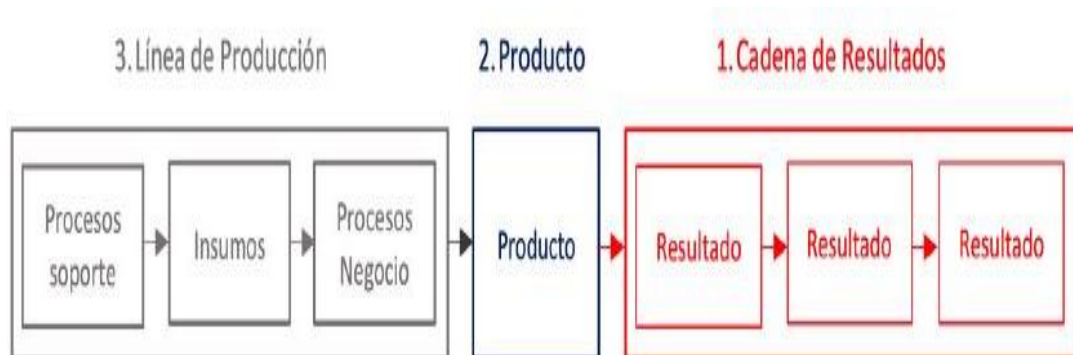 3. Línea de Producción
2. Producto
1. Cadena de Resultados
Procesos
soporte
Insumos
Procesos
Negocio
Producto
Resultado
Resultado
Resultado